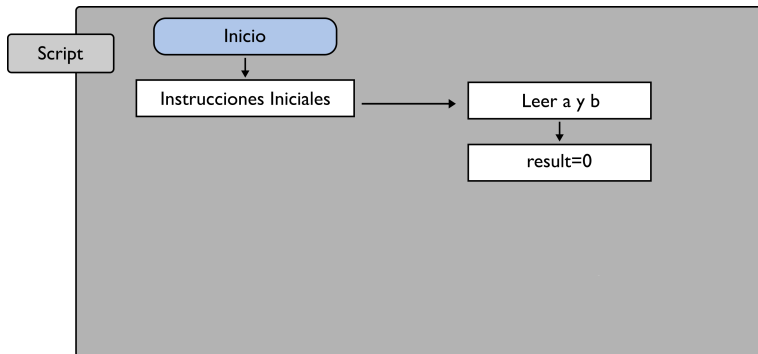 Inicio
Script
Instrucciones Iniciales
Leer a y b
result=0